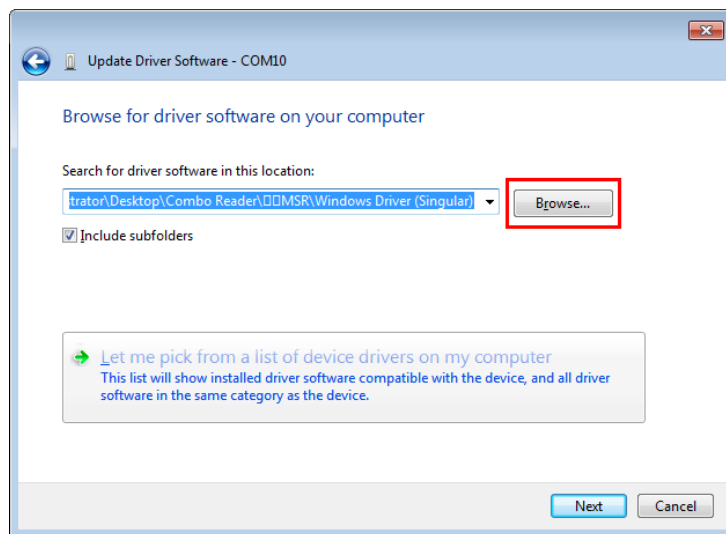 Update Driver Software - COM10
Browse for driver software on your computer
Search for driver software in this location:
trator\Desktop\Combo Reader\□□MSR\Windows Driver (Singular)
Browse...
Include subfolders
Let me pick from a list of device drivers on my computer
This list will show installed driver software compatible with the device, and all driver
software in the same category as the device.
Next
Cancel